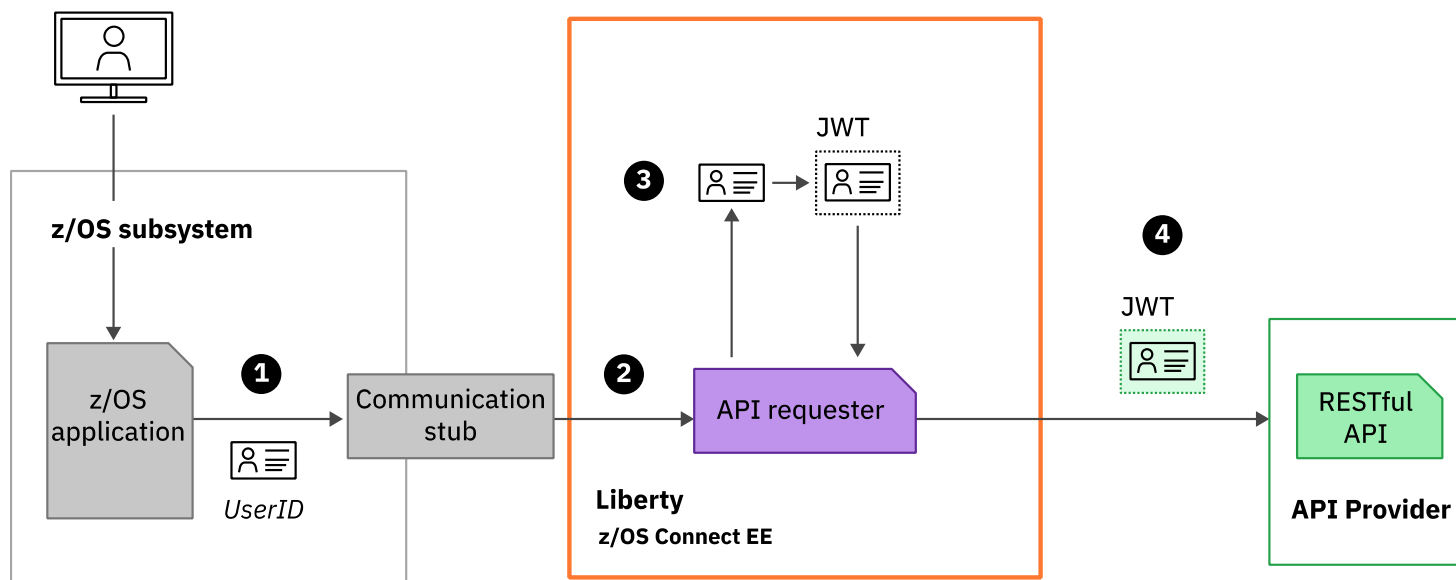 z/OS subsystem
z/OS
application
1
UserID
Communication
stub
2
3
JWT
API requester
Liberty
z/OS Connect EE
4
JWT
RESTful
API
API Provider